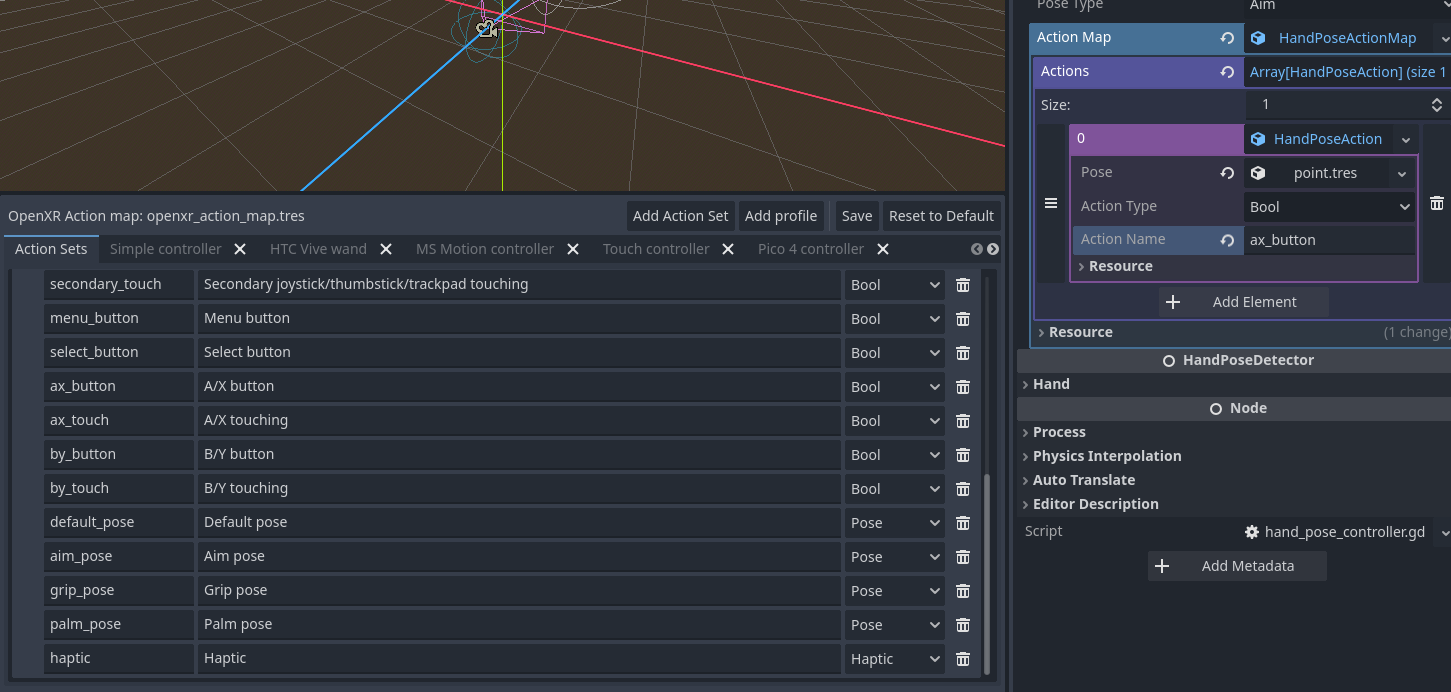 OpenXR Action map: openxr_action_map.tres
Add Action Set
Add profile
Save
Reset to Default
Action Sets
Simple controller
HTC Vive wand
MS Motion controller
Touch controller
Pico 4 controller
secondary_touch
Secondary joystick/thumbstick/trackpad touching
Bool
menu_button
Menu button
Bool
select_button
Select button
Bool
ax_button
A/X button
Bool
ax_touch
A/X touching
Bool
by_button
B/Y button
Bool
by_touch
B/Y touching
Bool
default_pose
Default pose
Pose
aim_pose
Aim pose
Pose
grip_pose
Grip pose
Pose
palm_pose
Palm pose
Pose
haptic
Haptic
Haptic
Pose Type
Aim
Action Map
HandPoseActionMap
Actions
Array[HandPoseAction] (size 1
Size:
1
0
HandPoseAction
Pose
point.tres
Action Type
Bool
Action Name
ax_button
Resource
Add Element
Resource
(1 change)
HandPoseDetector
Hand
Node
Process
Physics Interpolation
Auto Translate
Editor Description
Script
hand_pose_controller.gd
Add Metadata